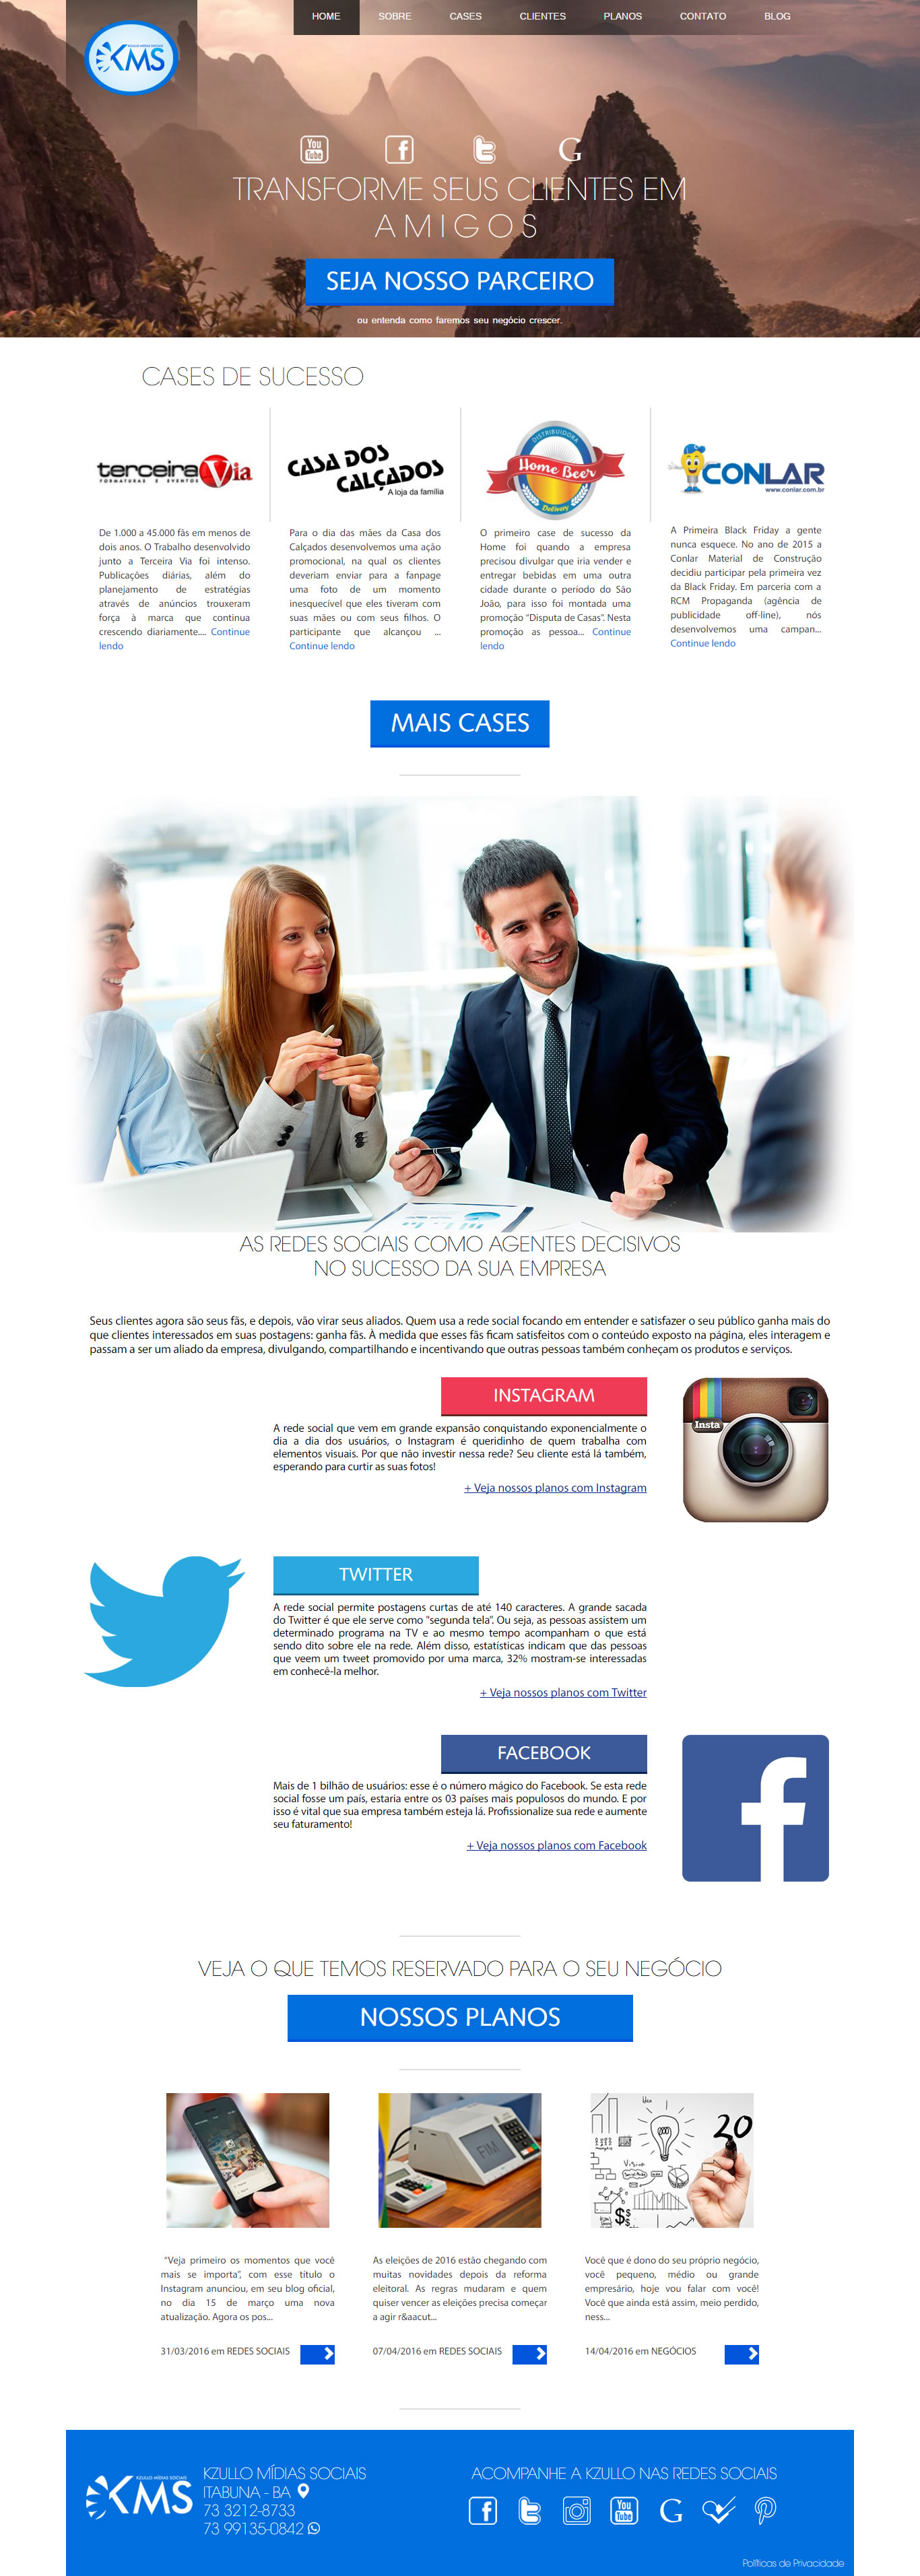 KZULLO MÍDIAS SOCIAIS
KMS
HOME SOBRE CASES CLIENTES PLANOS CONTATO BLOG
You
Tube
TRANSFORME SEUS CLIENTES EM
AMIGOS
SEJA NOSSO PARCEIRO
ou entenda como faremos seu negócio crescer.
CASES DE SUCESSO
terceira Via
FORMATURAS E EVENTOS
De 1.000 a 45.000 fãs em menos de
dois anos. O Trabalho desenvolvido
junto a Terceira Via foi intenso.
Publicações diárias, além do
planejamento de estratégias
através de anúncios trouxeram
força à marca que continua
crescendo diariamente.... Continue
lendo
CASA DOS
CALÇADOS
A loja da família
Para o dia das mães da Casa dos
Calçados desenvolvemos uma ação
promocional, na qual os clientes
deveriam enviar para a fanpage
uma foto de um momento
inesquecível que eles tiveram com
suas mães ou com seus filhos. O
participante que alcançou ...
Continue lendo
DISTRIBUIDORA
Home Beer
Delivery
O primeiro case de sucesso da
Home foi quando a empresa
precisou divulgar que iria vender e
entregar bebidas em uma outra
cidade durante o período do São
João, para isso foi montada uma
promoção "Disputa de Casas". Nesta
promoção as pessoa... Continue
lendo
CONLAR
www.conlar.com.br
A Primeira Black Friday a gente
nunca esquece. No ano de 2015 a
Conlar Material de Construção
decidiu participar pela primeira vez
da Black Friday. Em parceria com a
RCM Propaganda (agência de
publicidade off-line), nós
desenvolvemos uma campan...
Continue lendo
MAIS CASES
AS REDES SOCIAIS COMO AGENTES DECISIVOS
NO SUCESSO DA SUA EMPRESA
Seus clientes agora são seus fãs, e depois, vão virar seus aliados. Quem usa a rede social focando em entender e satisfazer o seu público ganha mais do
que clientes interessados em suas postagens: ganha fãs. À medida que esses fãs ficam satisfeitos com o conteúdo exposto na página, eles interagem e
passam a ser um aliado da empresa, divulgando, compartilhando e incentivando que outras pessoas também conheçam os produtos e serviços.
INSTAGRAM
A rede social que vem em grande expansão conquistando exponencialmente o
dia a dia dos usuários, o Instagram é queridinho de quem trabalha com
elementos visuais. Por que não investir nessa rede? Seu cliente está lá também,
esperando para curtir as suas fotos!
+ Veja nossos planos com Instagram
Insta
TWITTER
A rede social permite postagens curtas de até 140 caracteres. A grande sacada
do Twitter é que ele serve como "segunda tela". Ou seja, as pessoas assistem um
determinado programa na TV e ao mesmo tempo acompanham o que está
sendo dito sobre ele na rede. Além disso, estatísticas indicam que das pessoas
que veem um tweet promovido por uma marca, 32% mostram-se interessadas
em conhecê-la melhor.
+ Veja nossos planos com Twitter
FACEBOOK
Mais de 1 bilhão de usuários: esse é o número mágico do Facebook. Se esta rede
social fosse um país, estaria entre os 03 países mais populosos do mundo. E por
isso é vital que sua empresa também esteja lá. Profissionalize sua rede e aumente
seu faturamento!
+ Veja nossos planos com Facebook
VEJA O QUE TEMOS RESERVADO PARA O SEU NEGÓCIO
NOSSOS PLANOS
FIM
Idea
20
Vision
$
"Veja primeiro os momentos que você
mais se importa", com esse título o
Instagram anunciou, em seu blog oficial,
no dia 15 de março uma nova
atualização. Agora os pos...
31/03/2016 em REDES SOCIAIS
As eleições de 2016 estão chegando com
muitas novidades depois da reforma
eleitoral. As regras mudaram e quem
quiser vencer as eleições precisa começar
a agir r&aacut...
07/04/2016 em REDES SOCIAIS
Você que é dono do seu próprio negócio,
você pequeno, médio ou grande
empresário, hoje vou falar com você!
Você que ainda está assim, meio perdido,
ness...
14/04/2016 em NEGÓCIOS
KZULLO MÍDIAS SOCIAIS
KMS
KZULLO MÍDIAS SOCIAIS
ITABUNA - BA
73 3212-8733
73 99135-0842
ACOMPANHE A KZULLO NAS REDES SOCIAIS
You
Tube
Políticas de Privacidade